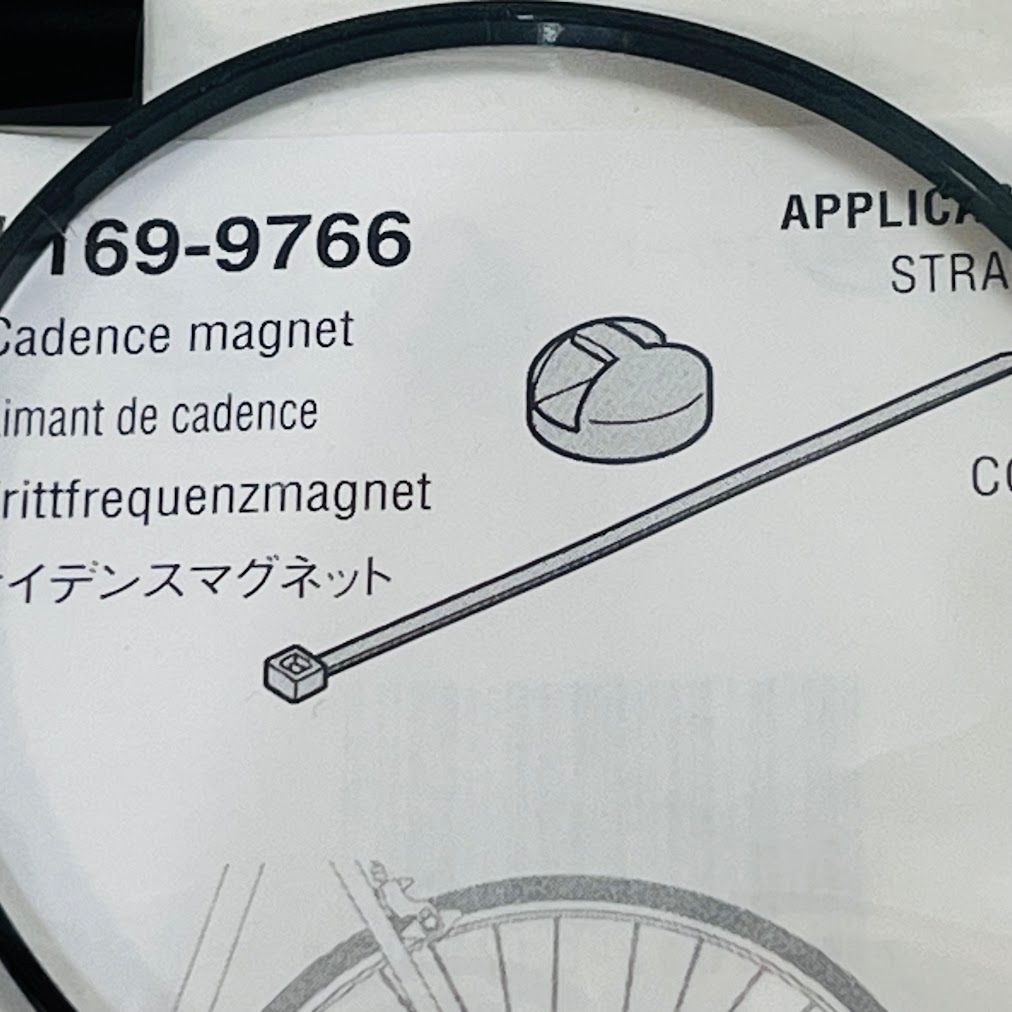 169-9766
Cadence magnet
imant de cadence
rittfrequenzmagnet
イデンスマグネット
APPLICA
STRA
CO